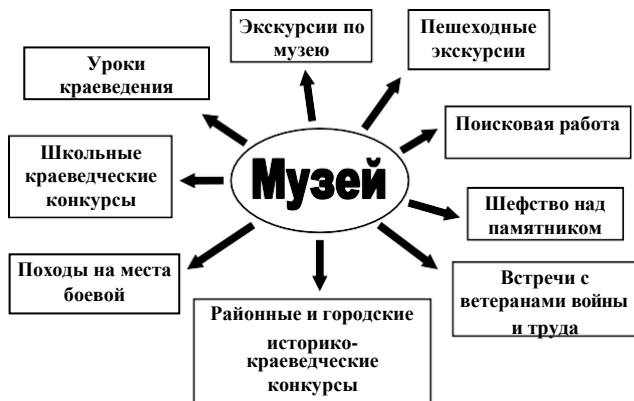 Экскурсии по
музею
Пешеходные
экскурсии
Уроки
краеведения
Поисковая работа
Школьные
краеведческие
конкурсы
Музей
Шефство над
памятником
Походы на места
боевой
Встречи с
ветеранами войны
и труда
Районные и городские
историко-
краеведческие
конкурсы